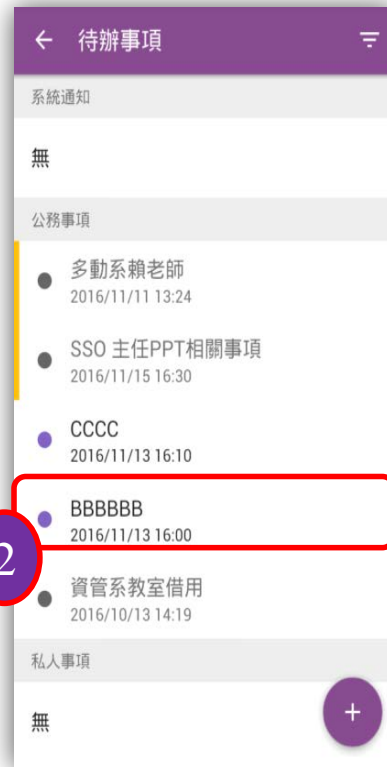 待辦事項
系統通知
無
公務事項
多動系賴老師
2016/11/11 13:24
SSO 主任PPT相關事項
2016/11/15 16:30
CCCC
2016/11/13 16:10
BBBBBB
2016/11/13 16:00
2
資管系教室借用
2016/10/13 14:19
私人事項
無
+